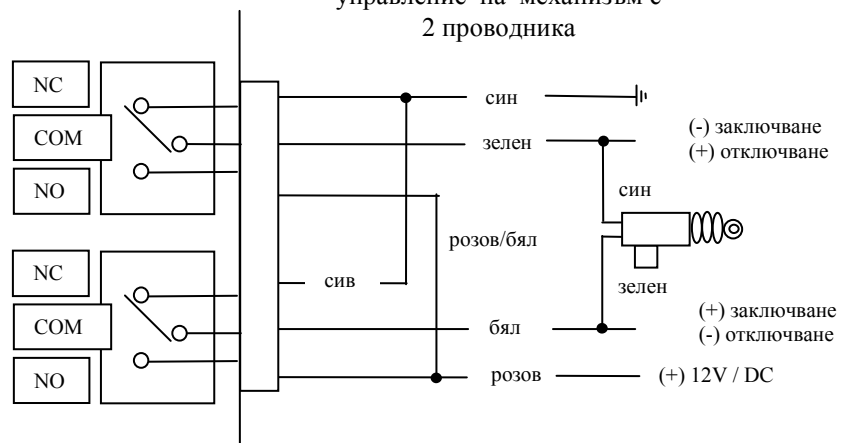 управление на механизъм с
2 проводника
NC
COM
NO
син
зелен
(-) заключване
(+) отключване
син
розов/бял
NC
COM
NO
сив
зелен
бял
(+) заключване
(-) отключване
розов
(+) 12V / DC